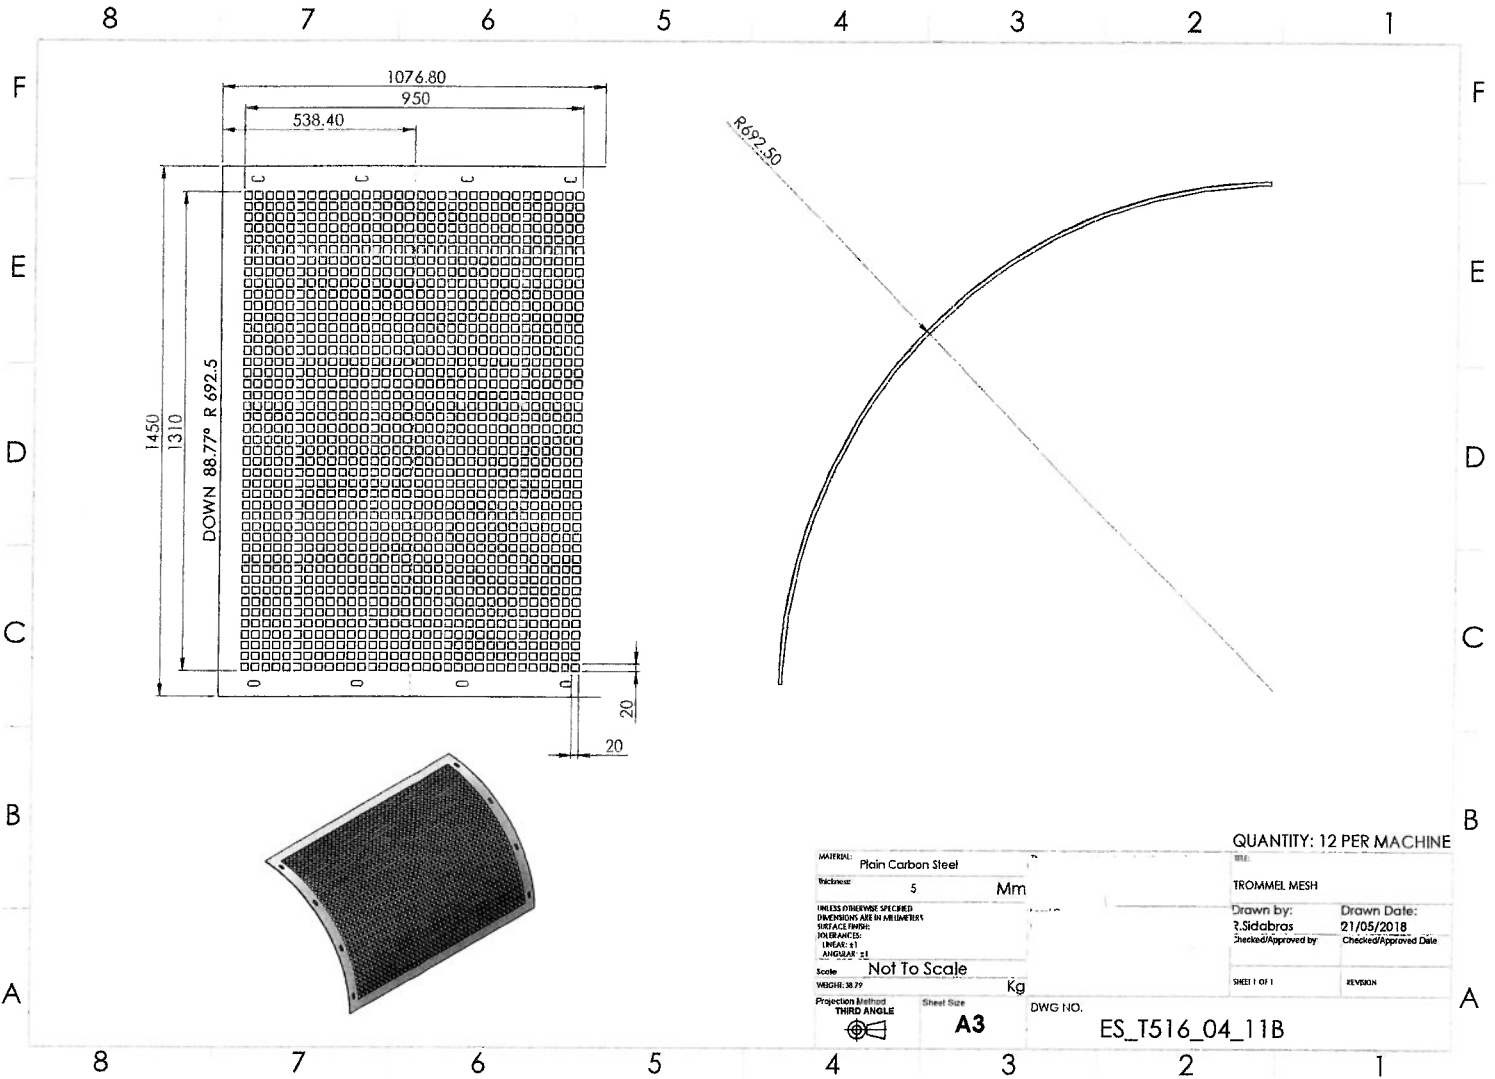 8 7 6 5 4 3 2 1
F F
E E
D D
C C
B B
A A
1076.80
950
538.40
R692.50
1450
1310
DOWN 88.77° R 692.5
20
20
QUANTITY: 12 PER MACHINE
MATERIAL: Plain Carbon Steel
Thickness: 5 Mm
UNLESS OTHERWISE SPECIFIED
DIMENSIONS ARE IN MILLIMETERS
SURFACE FINISH:
TOLERANCES:
LINEAR: ±1
ANGULAR: ±1
Scale Not To Scale
WEIGHT: 38.79 Kg
Projection Method
THIRD ANGLE
Sheet Size
A3
TITLE:
TROMMEL MESH
Drawn by: Drawn Date:
R.Sidabras 21/05/2018
Checked/Approved by Checked/Approved Date
SHEET 1 OF 1 REVISION
DWG NO.
ES_T516_04_11B
8 7 6 5 4 3 2 1